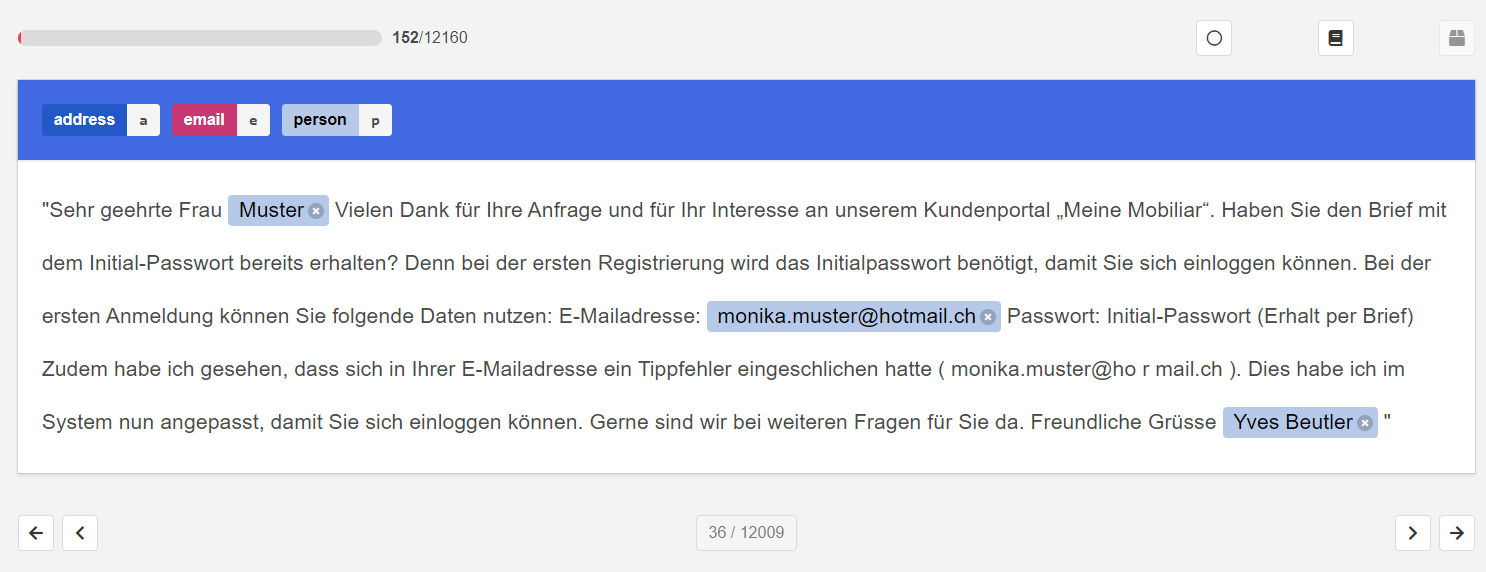 152/12160
address a email e person p
"Sehr geehrte Frau Muster Vielen Dank für Ihre Anfrage und für Ihr Interesse an unserem Kundenportal „Meine Mobiliar“. Haben Sie den Brief mit
dem Initial-Passwort bereits erhalten? Denn bei der ersten Registrierung wird das Initialpasswort benötigt, damit Sie sich einloggen können. Bei der
ersten Anmeldung können Sie folgende Daten nutzen: E-Mailadresse: monika.muster@hotmail.ch Passwort: Initial-Passwort (Erhalt per Brief)
Zudem habe ich gesehen, dass sich in Ihrer E-Mailadresse ein Tippfehler eingeschlichen hatte ( monika.muster@ho r mail.ch ). Dies habe ich im
System nun angepasst, damit Sie sich einloggen können. Gerne sind wir bei weiteren Fragen für Sie da. Freundliche Grüsse Yves Beutler "
36 / 12009